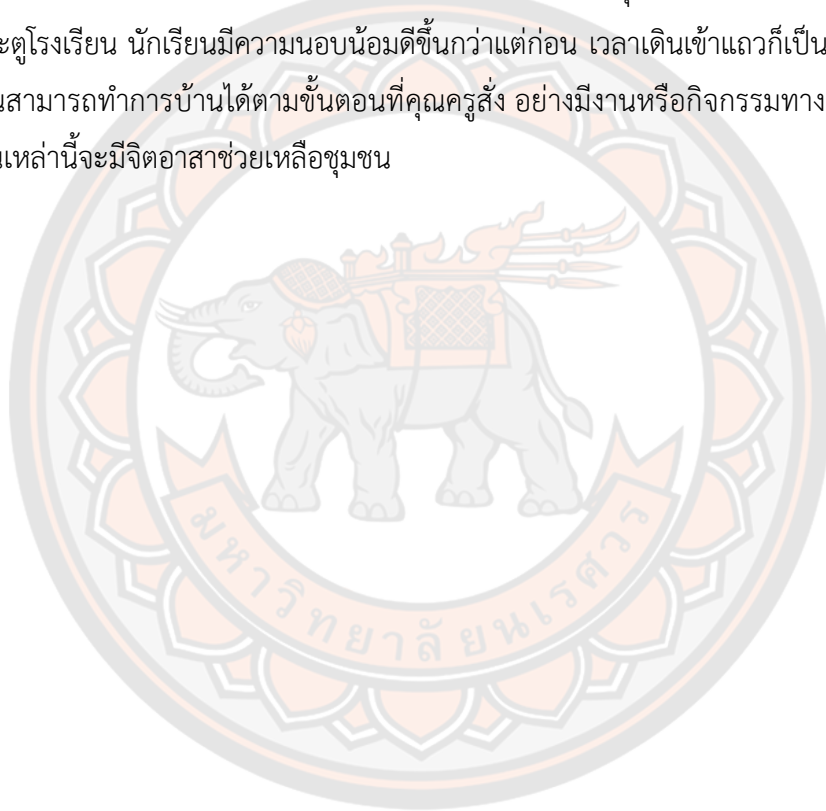 ะตูโรงเรียน นักเรียนมีความนอบน้อมดีขึ้นกว่าแต่ก่อน เวลาเดินเข้าแถวก็เป็น
นสามารถทำการบ้านได้ตามขั้นตอนที่คุณครูสั่ง อย่างมีงานหรือกิจกรรมทาง
นเหล่านี้จะมีจิตอาสาช่วยเหลือชุมชน
มหาวิทยาลัยนเรศวร